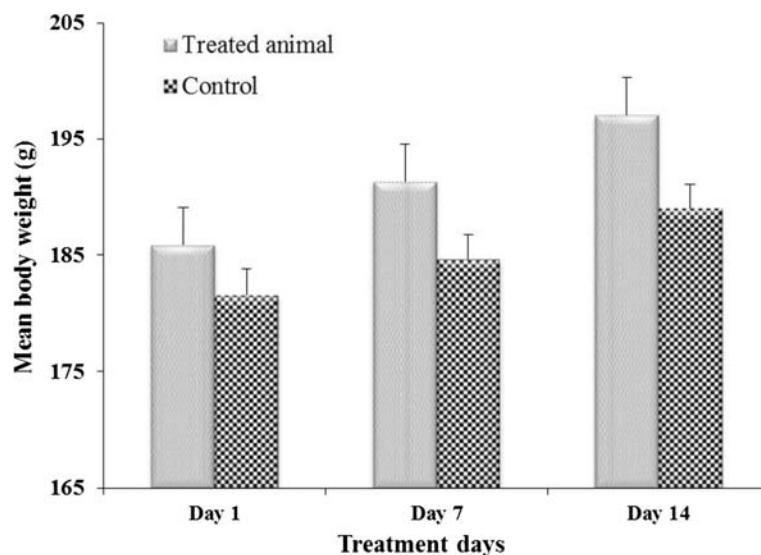 205
195
185
175
165
Mean body weight (g)
Treated animal
Control
Day 1
Day 7
Day 14
Treatment days